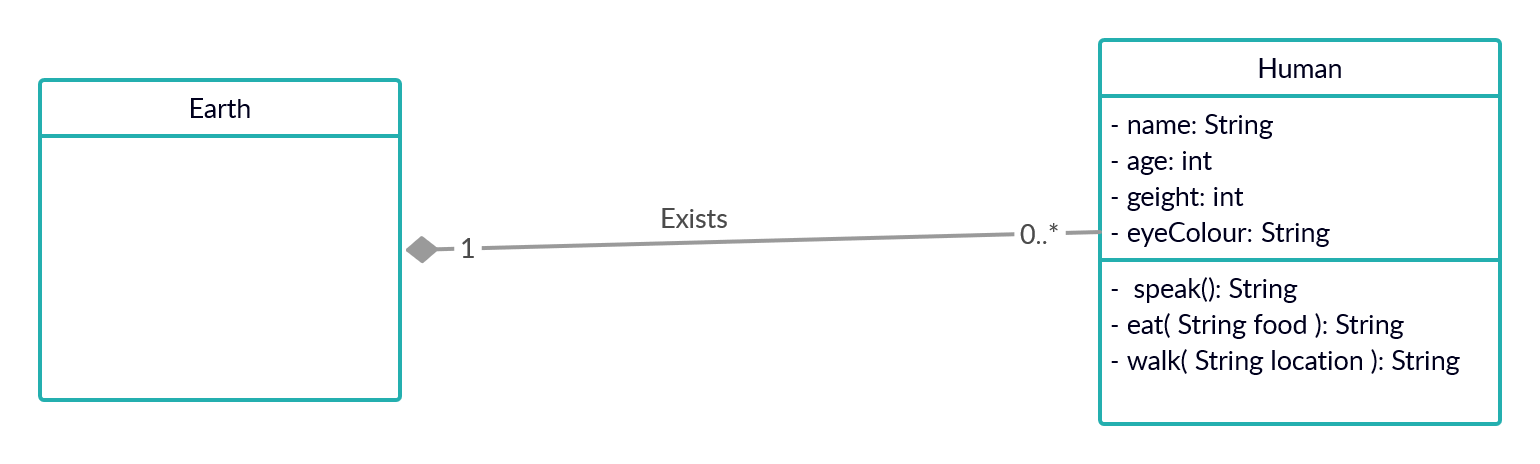 Earth
Exists
1
0..*
Human
- name: String
- age: int
- geight: int
- eyeColour: String
- speak(): String
- eat( String food ): String
- walk( String location ): String